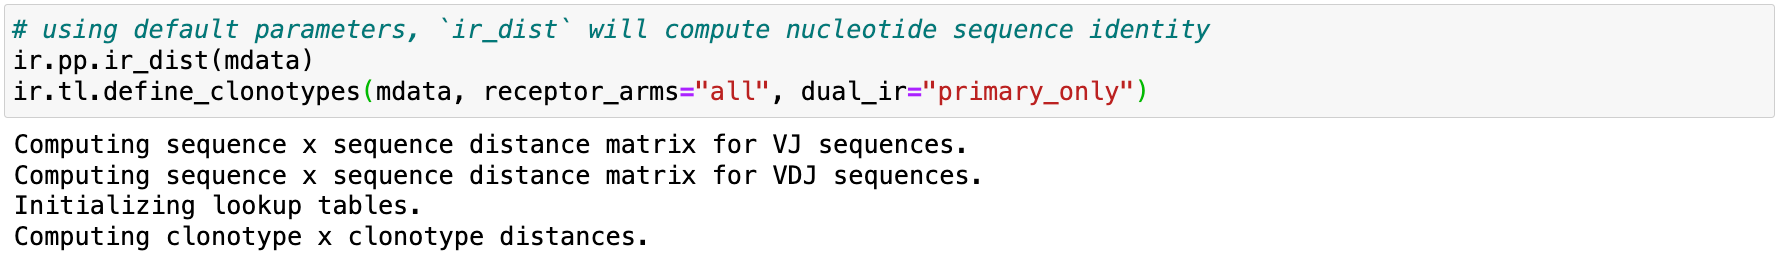 # using default parameters, `ir_dist` will compute nucleotide sequence identity
ir.pp.ir_dist(mdata)
ir.tl.define_clonotypes(mdata, receptor_arms="all", dual_ir="primary_only")
Computing sequence x sequence distance matrix for VJ sequences.
Computing sequence x sequence distance matrix for VDJ sequences.
Initializing lookup tables.
Computing clonotype x clonotype distances.